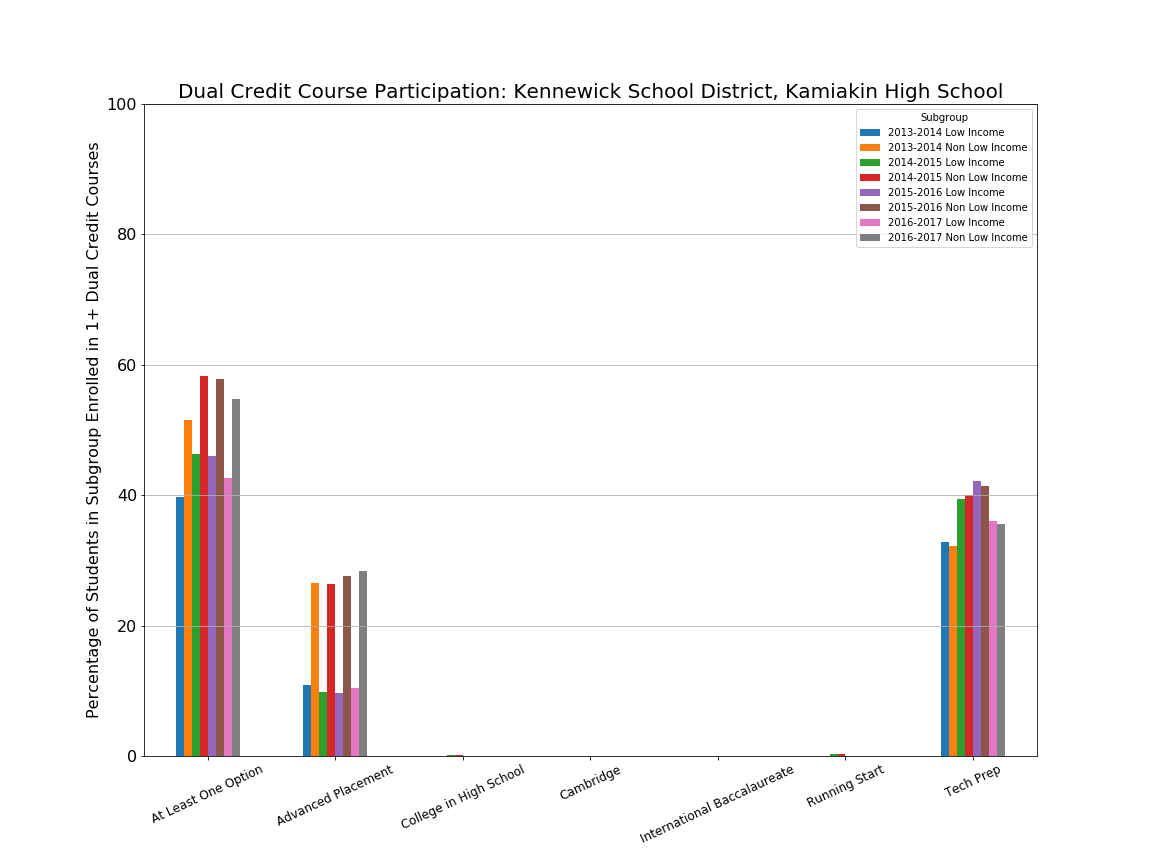 Dual Credit Course Participation: Kennewick School District, Kamiakin High School
Percentage of Students in Subgroup Enrolled in 1+ Dual Credit Courses
100
80
60
40
20
0
Subgroup
2013-2014 Low Income
2013-2014 Non Low Income
2014-2015 Low Income
2014-2015 Non Low Income
2015-2016 Low Income
2015-2016 Non Low Income
2016-2017 Low Income
2016-2017 Non Low Income
At Least One Option
Advanced Placement
College in High School
Cambridge
International Baccalaureate
Running Start
Tech Prep